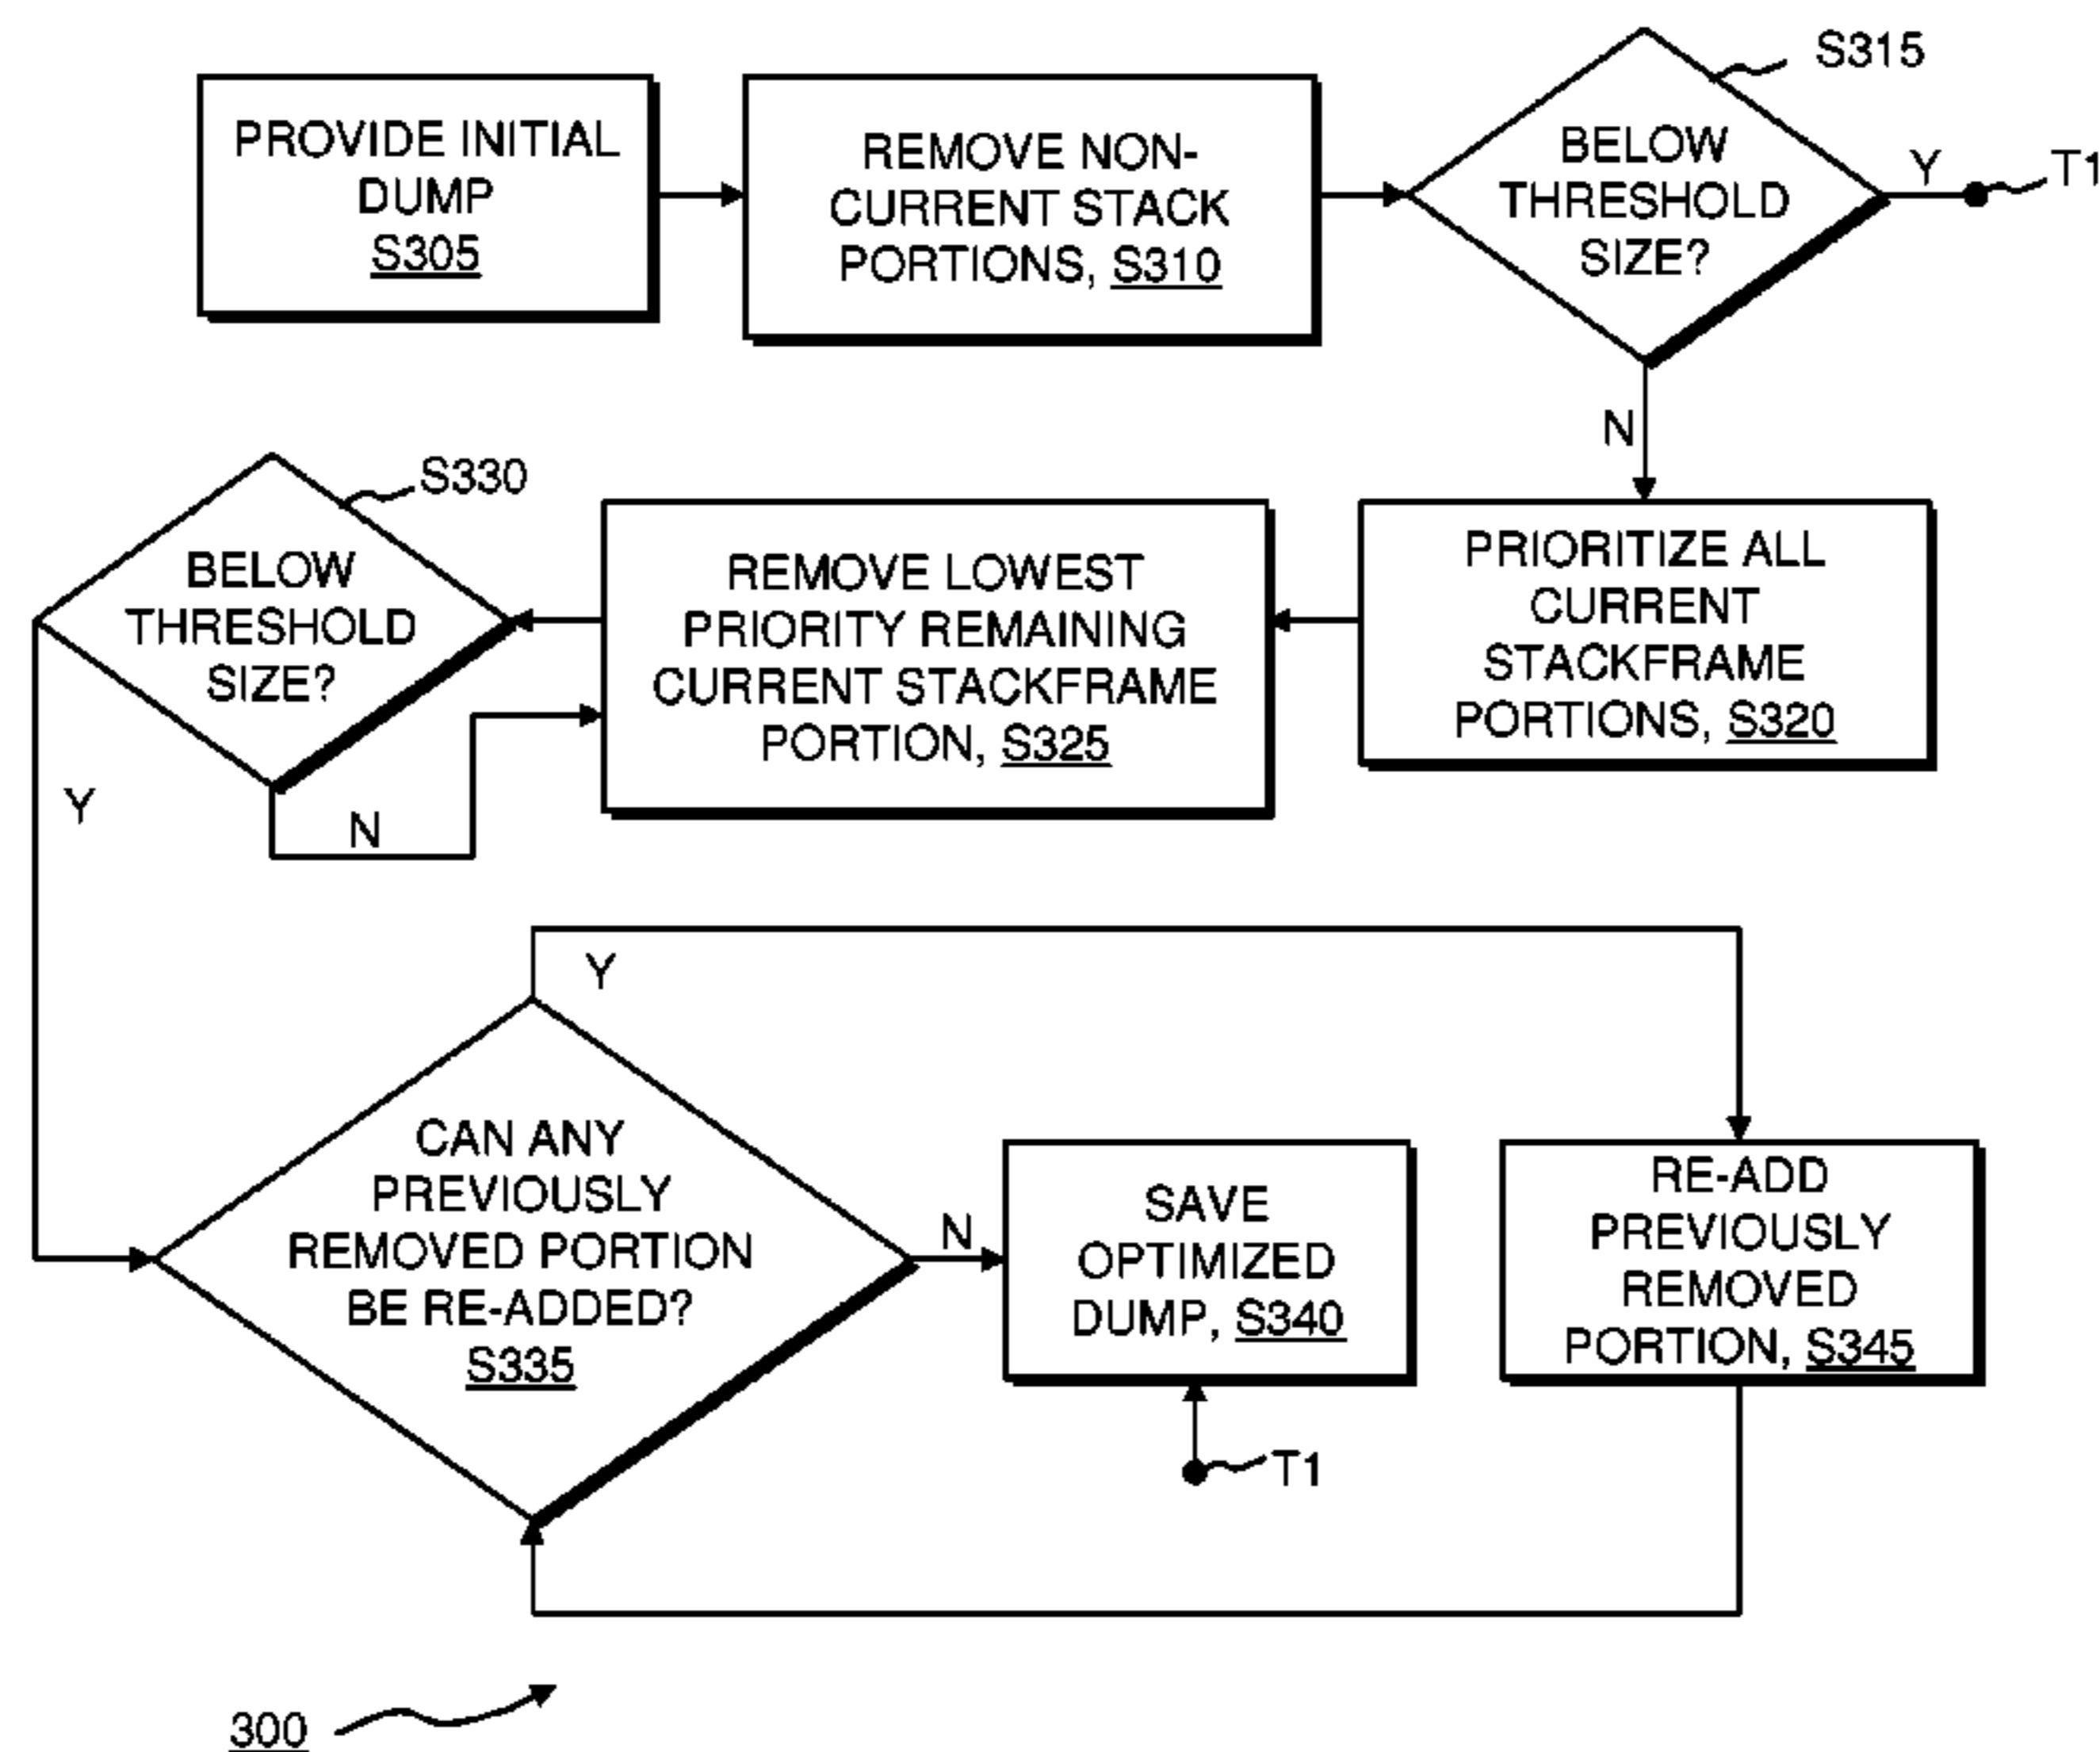 PROVIDE INITIAL
DUMP
S305
REMOVE NON-
CURRENT STACK
PORTIONS, S310
S315
BELOW
THRESHOLD
SIZE?
Y
T1
N
PRIORITIZE ALL
CURRENT
STACKFRAME
PORTIONS, S320
REMOVE LOWEST
PRIORITY REMAINING
CURRENT STACKFRAME
PORTION, S325
S330
BELOW
THRESHOLD
SIZE?
N
Y
CAN ANY
PREVIOUSLY
REMOVED PORTION
BE RE-ADDED?
S335
Y
N
SAVE
OPTIMIZED
DUMP, S340
T1
RE-ADD
PREVIOUSLY
REMOVED
PORTION, S345
300